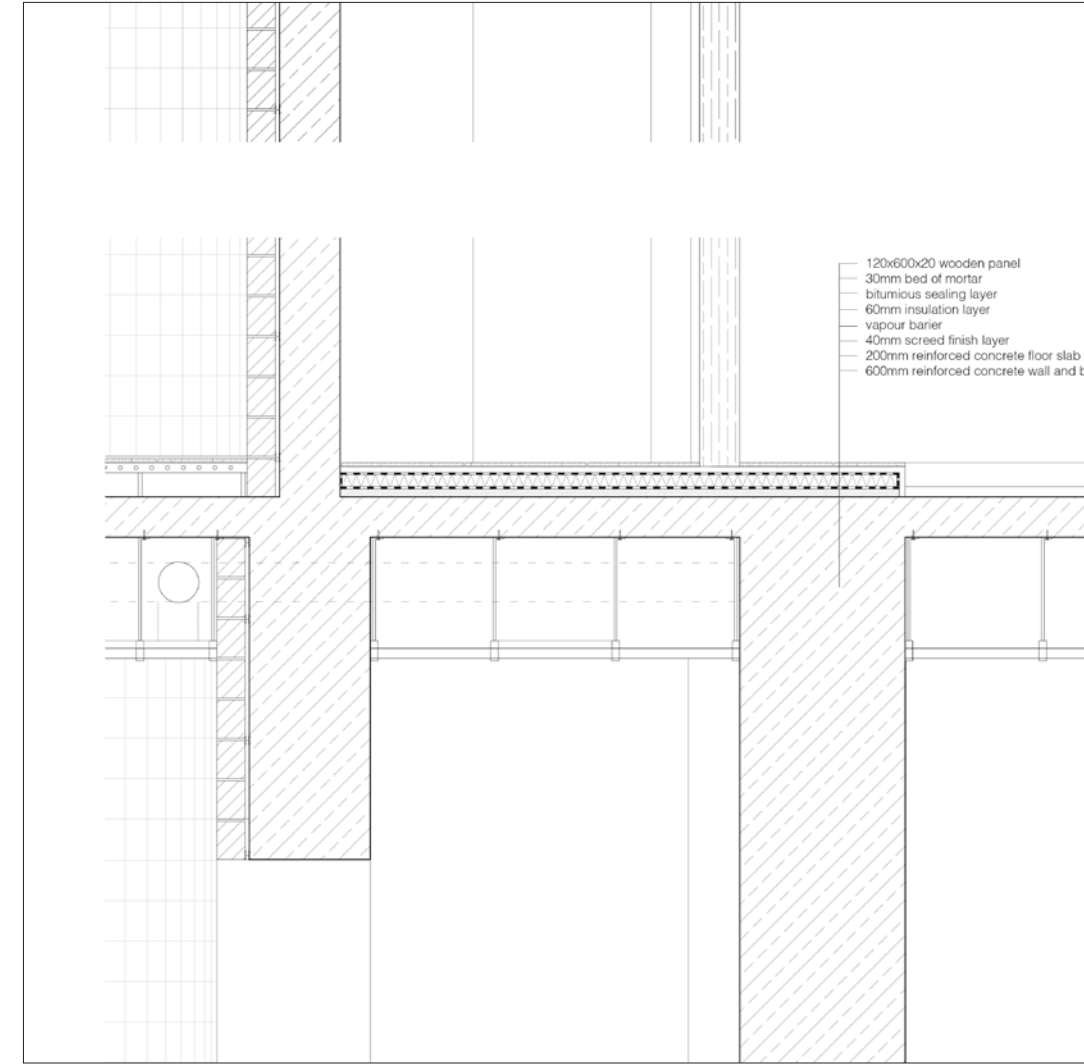 120x600x20 wooden panel
30mm bed of mortar
bitumious sealing layer
60mm insulation layer
vapour barier
40mm screed finish layer
200mm reinforced concrete floor slab
600mm reinforced concrete wall and